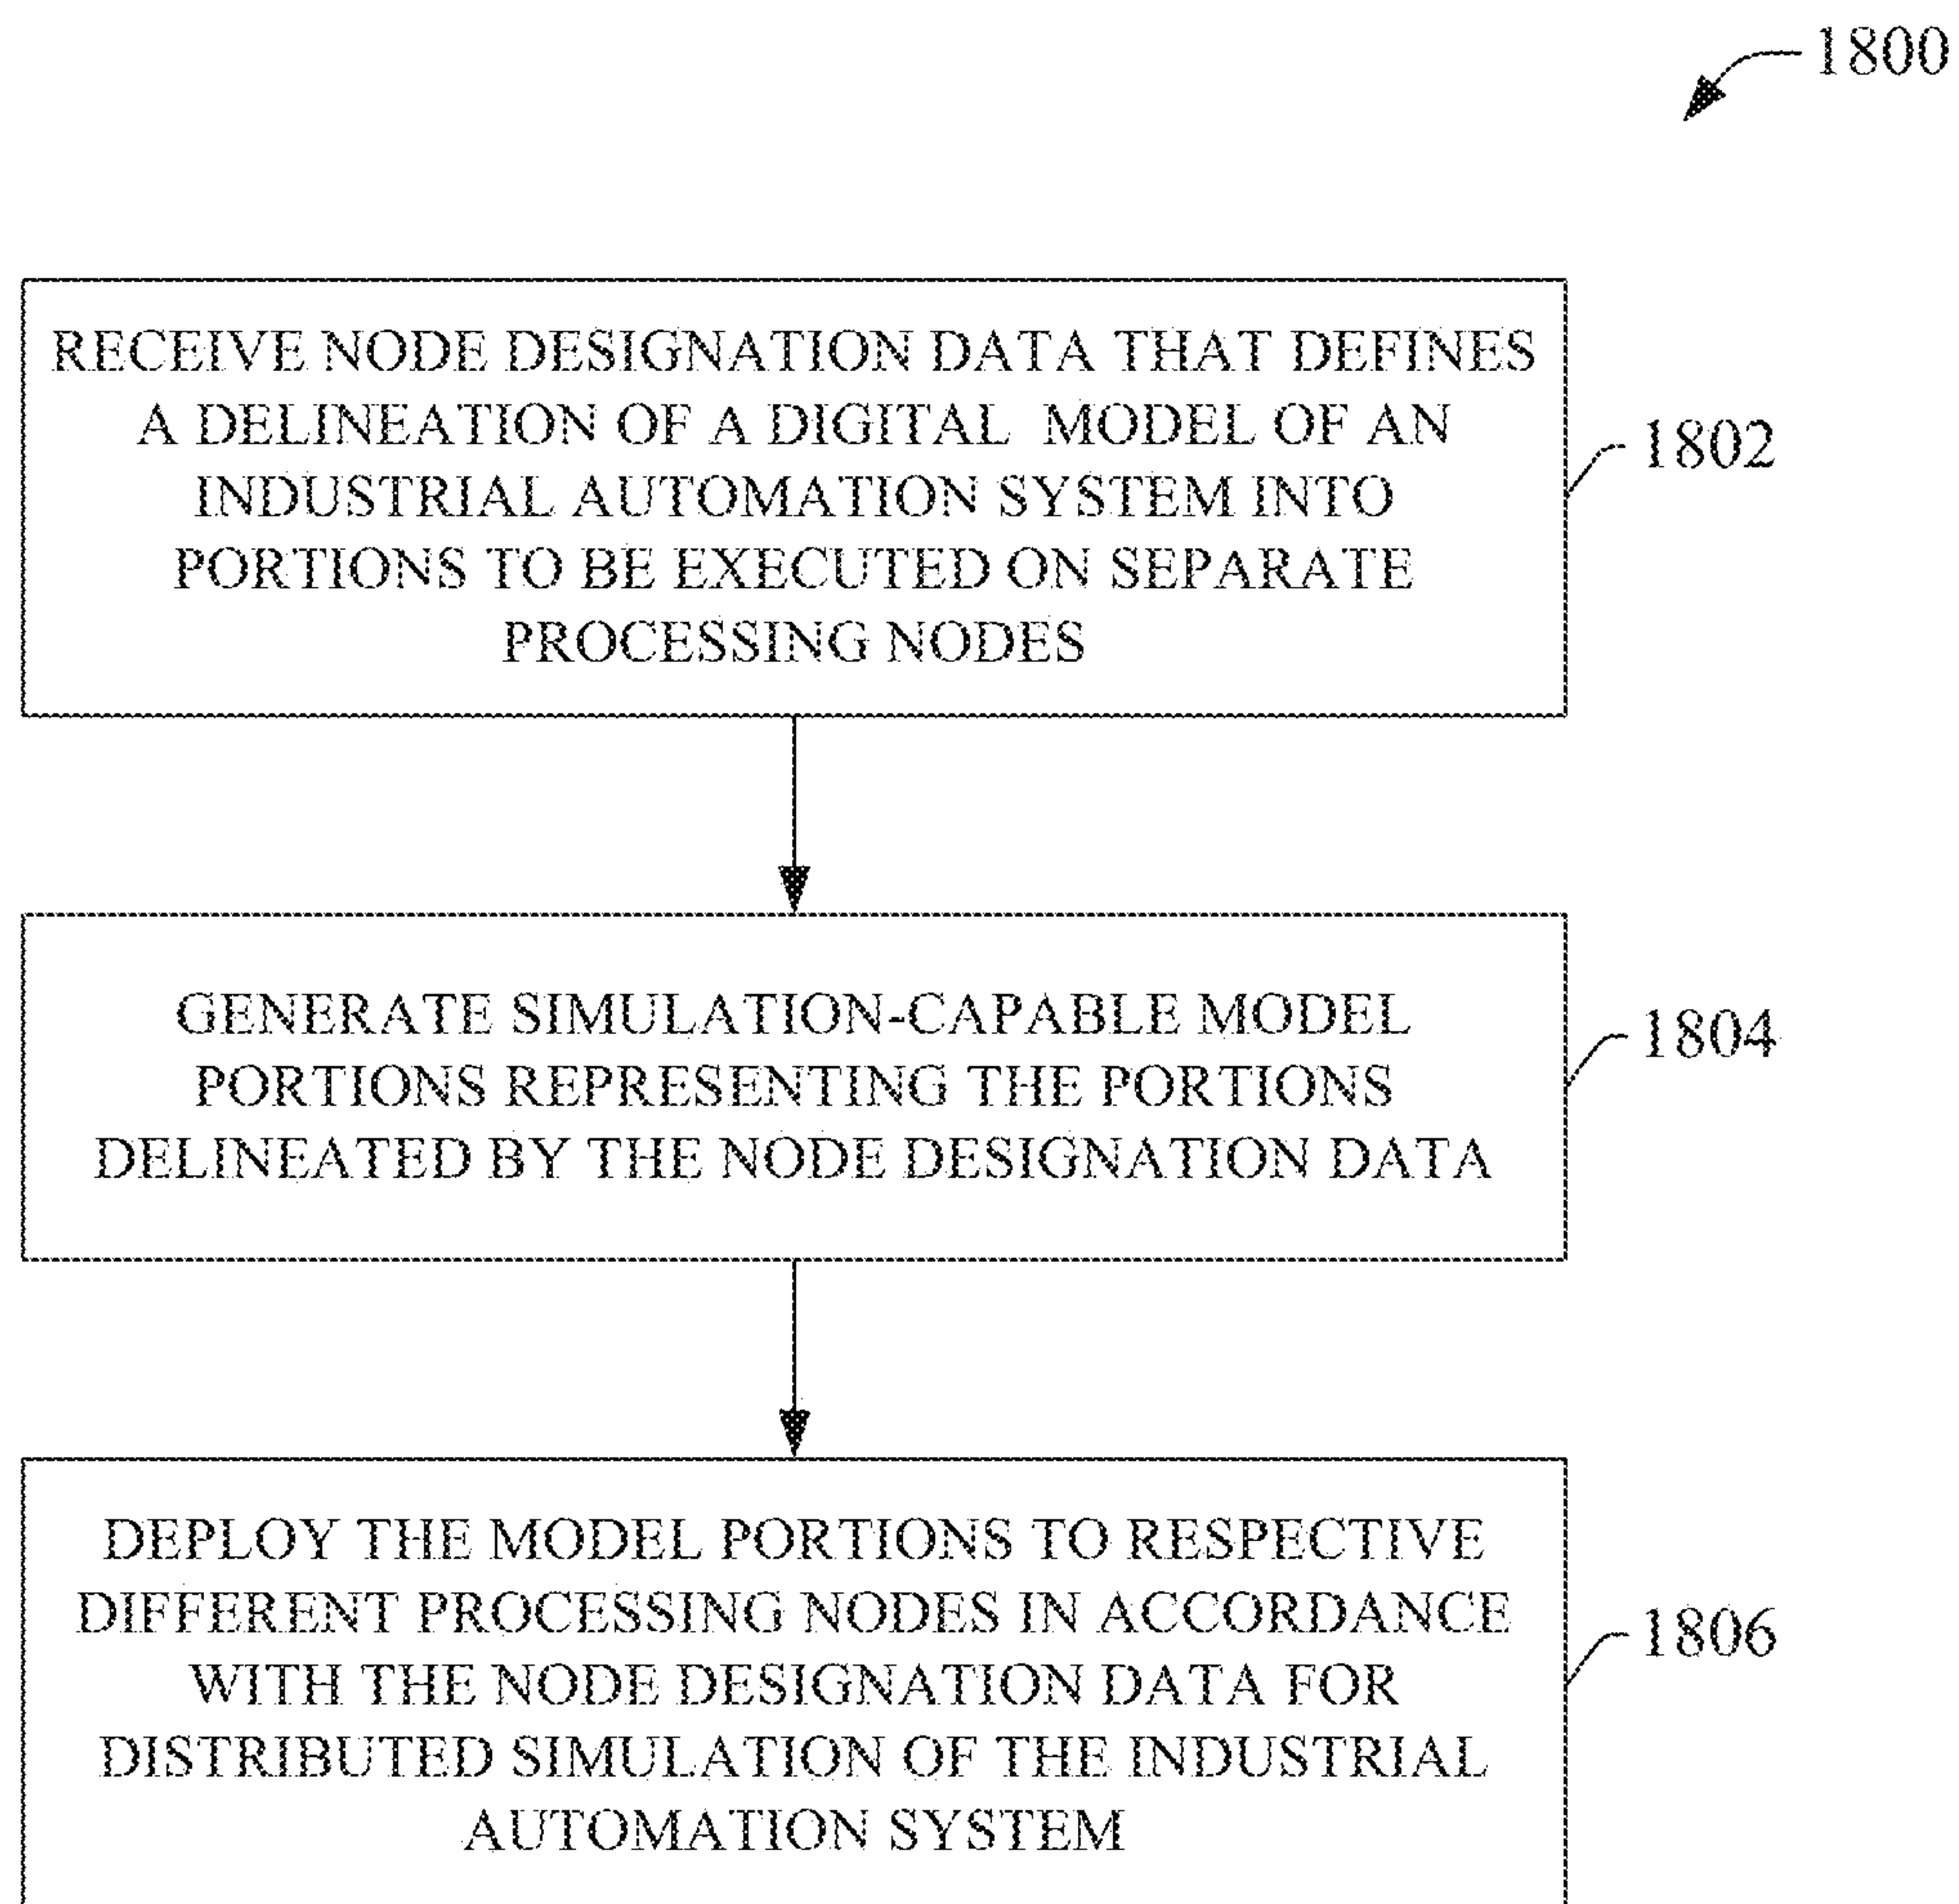 1800
RECEIVE NODE DESIGNATION DATA THAT DEFINES
A DELINEATION OF A DIGITAL MODEL OF AN
INDUSTRIAL AUTOMATION SYSTEM INTO
PORTIONS TO BE EXECUTED ON SEPARATE
PROCESSING NODES
1802
GENERATE SIMULATION-CAPABLE MODEL
PORTIONS REPRESENTING THE PORTIONS
DELINEATED BY THE NODE DESIGNATION DATA
1804
DEPLOY THE MODEL PORTIONS TO RESPECTIVE
DIFFERENT PROCESSING NODES IN ACCORDANCE
WITH THE NODE DESIGNATION DATA FOR
DISTRIBUTED SIMULATION OF THE INDUSTRIAL
AUTOMATION SYSTEM
1806